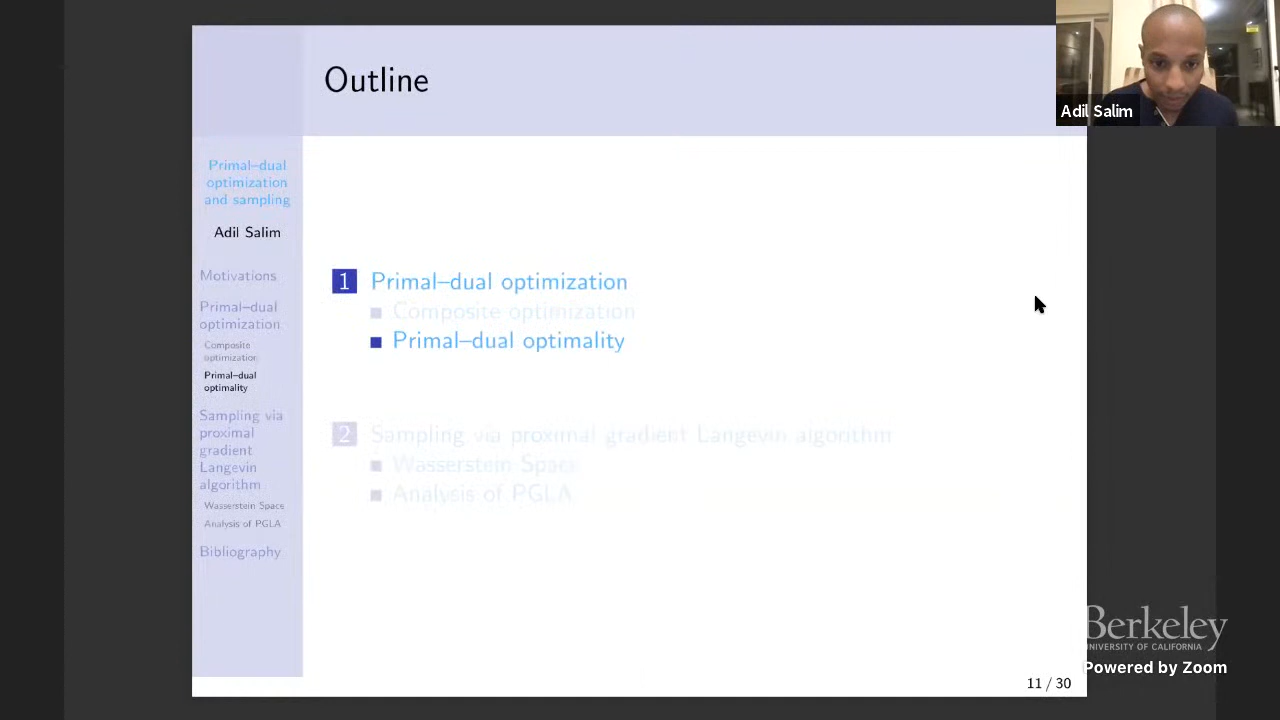 Outline
Adil Salim
Primal–dual
optimization
and sampling
Adil Salim
Motivations
Primal–dual
optimization
Composite
optimization
Primal–dual
optimality
Sampling via
proximal
gradient
Langevin
algorithm
Wasserstein Space
Analysis of PGLA
Bibliography
1 Primal–dual optimization
Composite optimization
Primal–dual optimality
2 Sampling via proximal gradient Langevin algorithm
Wasserstein Space
Analysis of PGLA
Berkeley
UNIVERSITY OF CALIFORNIA
Powered by Zoom
11 / 30